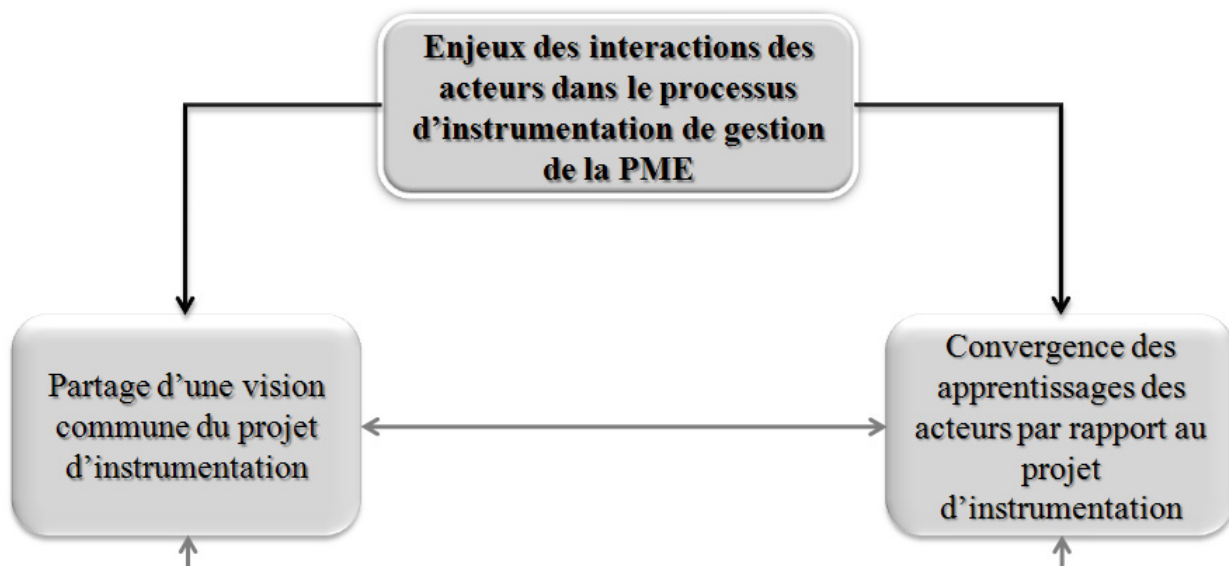 Enjeux des interactions des
acteurs dans le processus
d’instrumentation de gestion
de la PME
Partage d’une vision
commune du projet
d’instrumentation
Convergence des
apprentissages des
acteurs par rapport au
projet
d’instrumentation